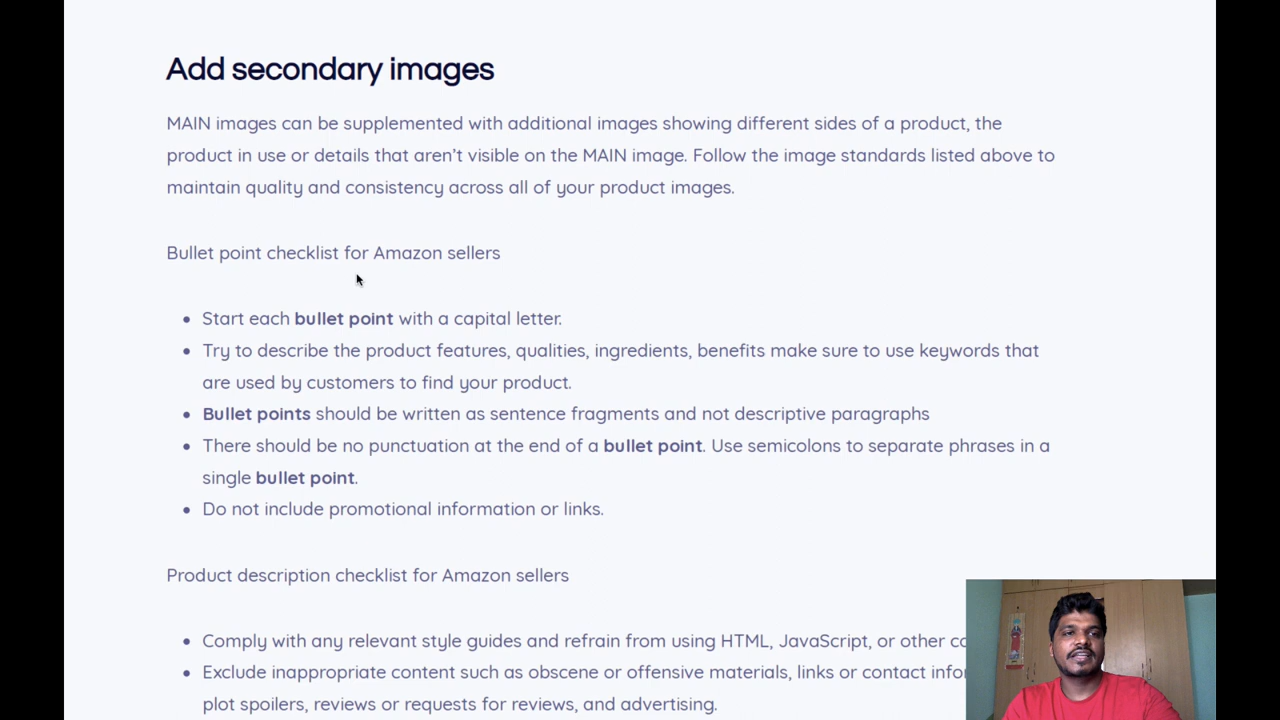 Add secondary images
MAIN images can be supplemented with additional images showing different sides of a product, the
product in use or details that aren't visible on the MAIN image. Follow the image standards listed above to
maintain quality and consistency across all of your product images.
Bullet point checklist for Amazon sellers
Start each bullet point with a capital letter.
Try to describe the product features, qualities, ingredients, benefits make sure to use keywords that
are used by customers to find your product.
Bullet points should be written as sentence fragments and not descriptive paragraphs
There should be no punctuation at the end of a bullet point. Use semicolons to separate phrases in a
single bullet point.
Do not include promotional information or links.
Product description checklist for Amazon sellers
Comply with any relevant style guides and refrain from using HTML, JavaScript, or other
Exclude inappropriate content such as obscene or offensive materials, links or contact
plot spoilers, reviews or requests for reviews, and advertising.